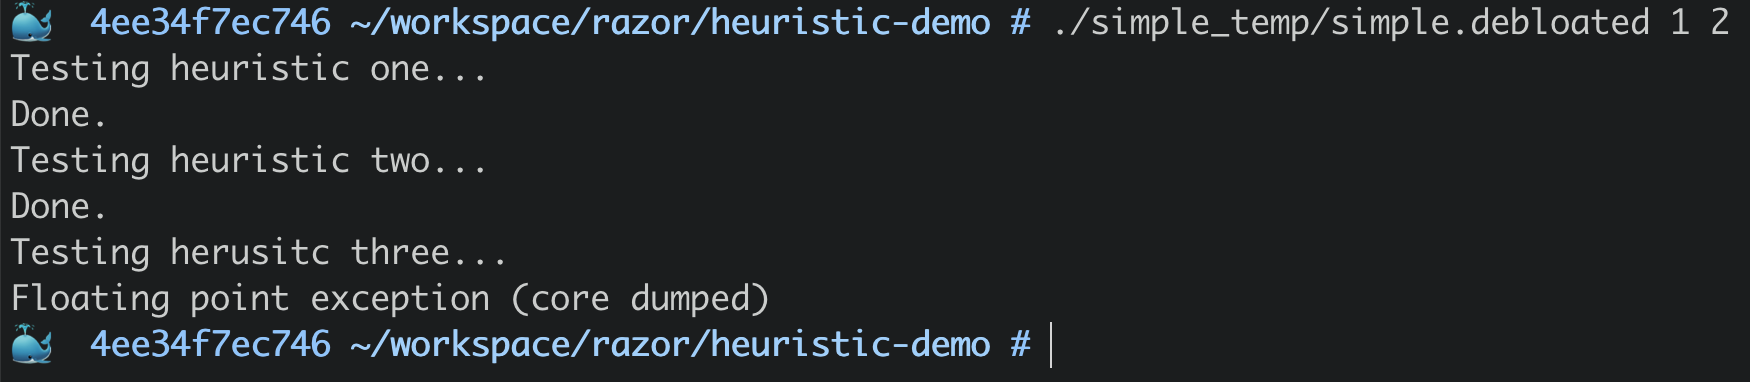 4ee34f7ec746 ~/workspace/razor/heuristic-demo # ./simple_temp/simple.debloated 1 2
Testing heuristic one...
Done.
Testing heuristic two...
Done.
Testing herusitc three...
Floating point exception (core dumped)
4ee34f7ec746 ~/workspace/razor/heuristic-demo #